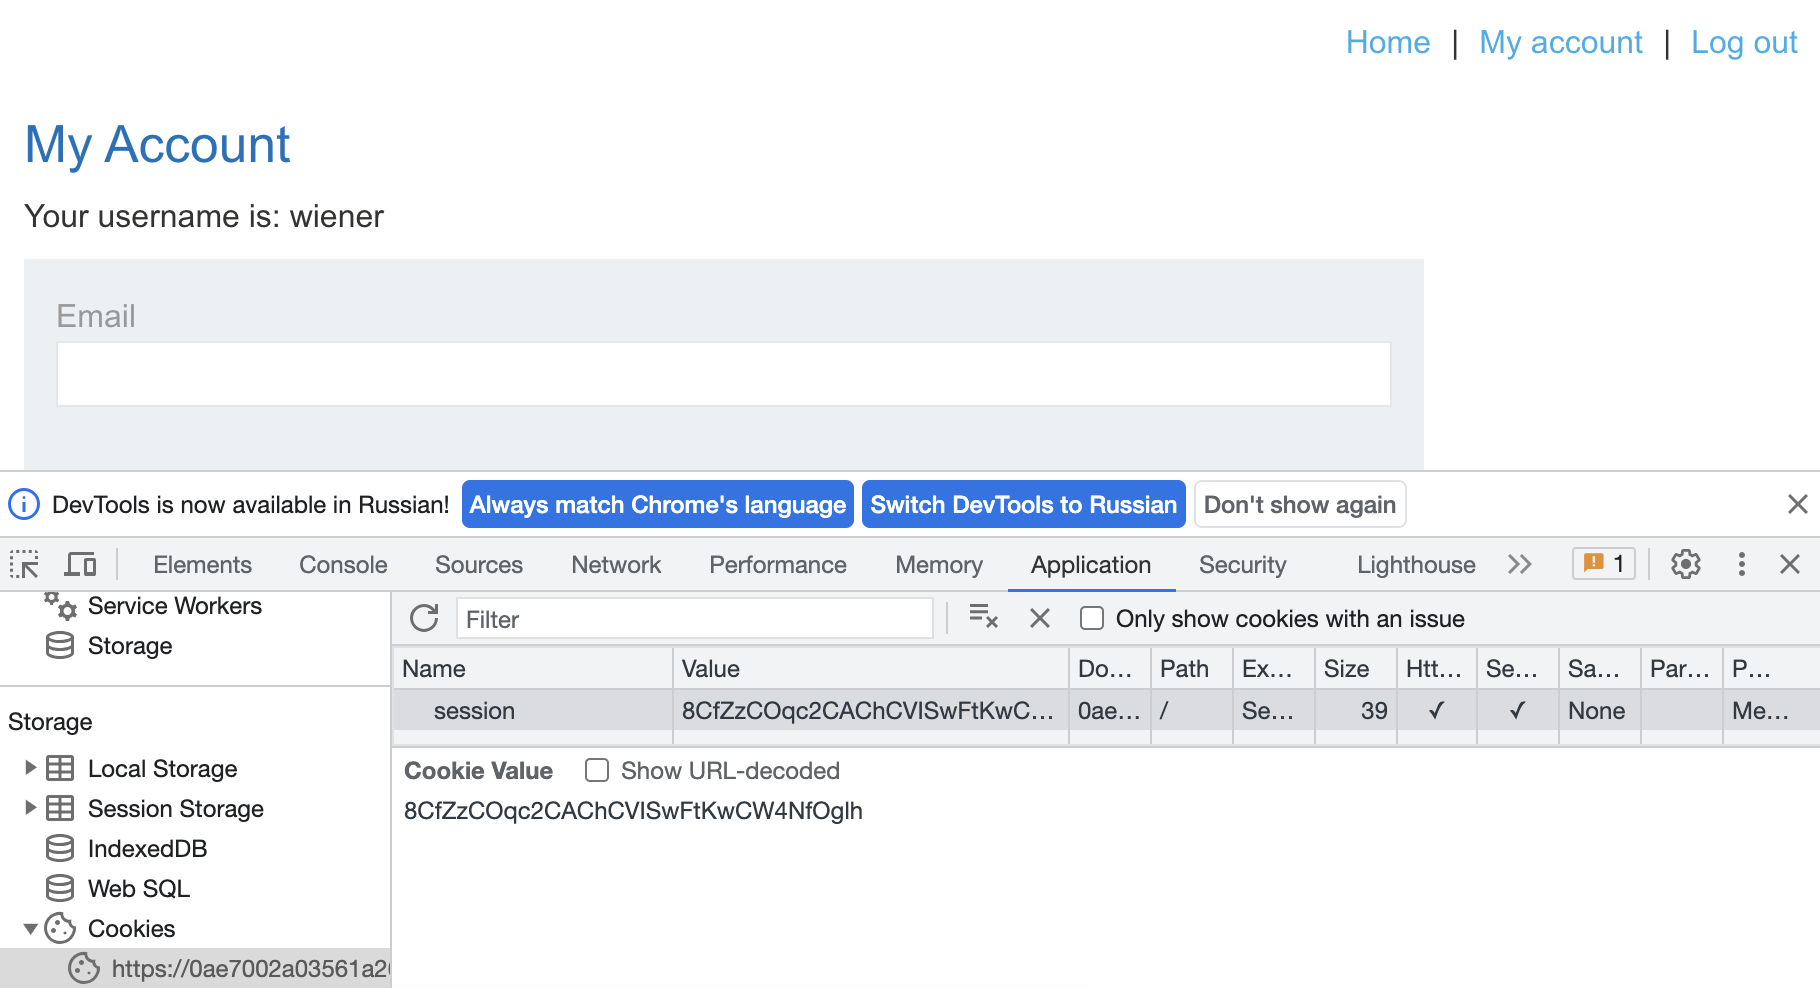 Home | My account | Log out
My Account
Your username is: wiener
Email
DevTools is now available in Russian! Always match Chrome's language Switch DevTools to Russian Don't show again
Elements Console Sources Network Performance Memory Application Security Lighthouse 1
Service Workers
Storage
Filter Only show cookies with an issue
Name Value Do... Path Ex... Size Htt... Se... Sa... Par... P...
session 8CfZzCOqc2CAChCVISwFtKwC... 0ae... / Se... 39 ✓ ✓ None Me...
Storage
Local Storage
Session Storage
IndexedDB
Web SQL
Cookies
https://0ae7002a03561a2
Cookie Value Show URL-decoded
8CfZzCOqc2CAChCVISwFtKwCW4NfOglh